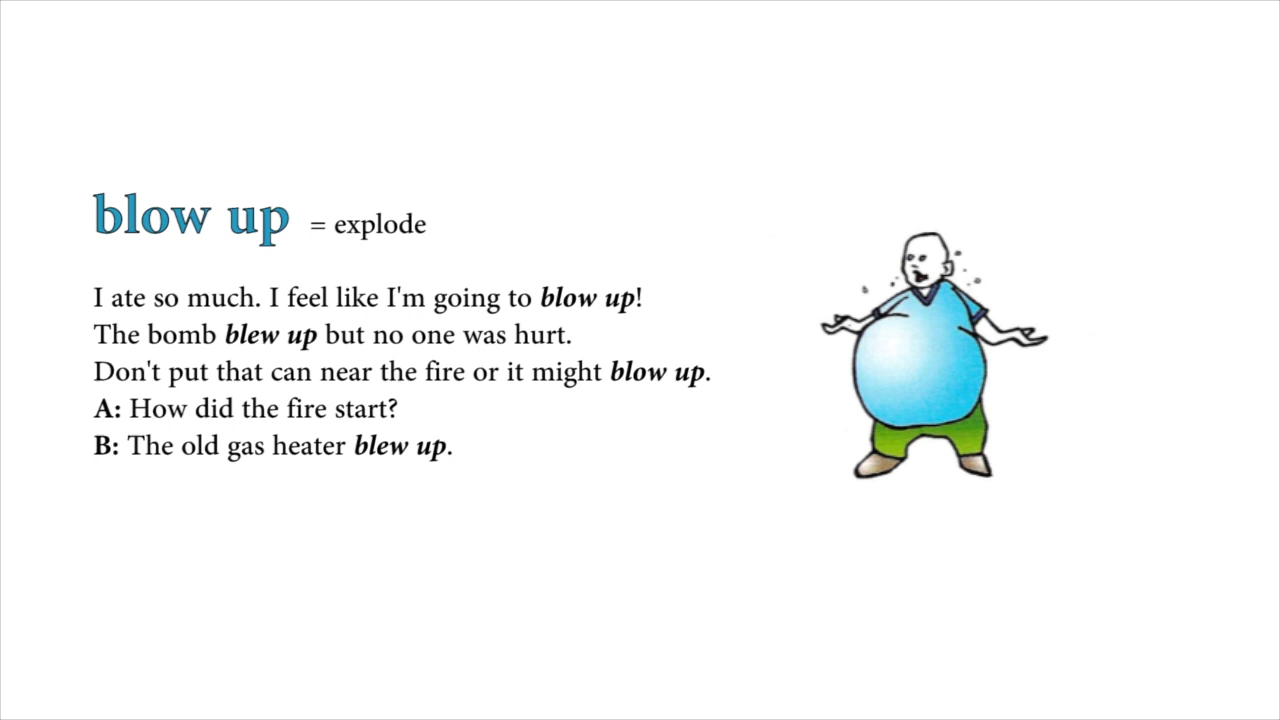 blow up = explode
I ate so much. I feel like I'm going to blow up!
The bomb blew up but no one was hurt.
Don't put that can near the fire or it might blow up.
A: How did the fire start?
B: The old gas heater blew up.